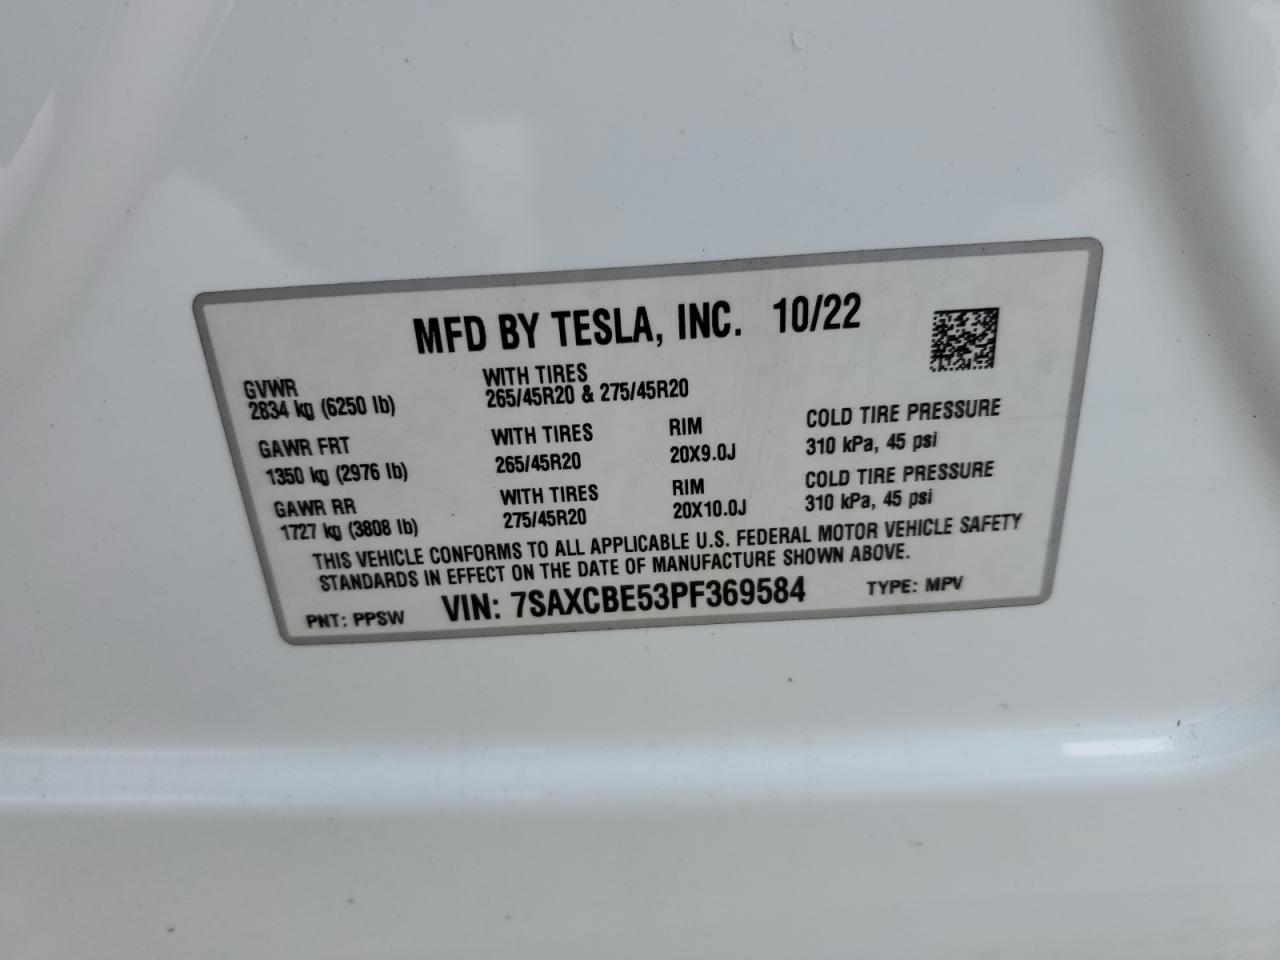 MFD BY TESLA, INC. 10/22
GVWR WITH TIRES
2834 kg (6250 lb) 265/45R20 & 275/45R20
GAWR FRT WITH TIRES RIM COLD TIRE PRESSURE
1350 kg (2976 lb) 265/45R20 20X9.0J 310 kPa, 45 psi
GAWR RR WITH TIRES RIM COLD TIRE PRESSURE
1727 kg (3808 lb) 275/45R20 20X10.0J 310 kPa, 45 psi
THIS VEHICLE CONFORMS TO ALL APPLICABLE U.S. FEDERAL MOTOR VEHICLE SAFETY
STANDARDS IN EFFECT ON THE DATE OF MANUFACTURE SHOWN ABOVE.
PNT: PPSW VIN: 7SAXCBE53PF369584 TYPE: MPV